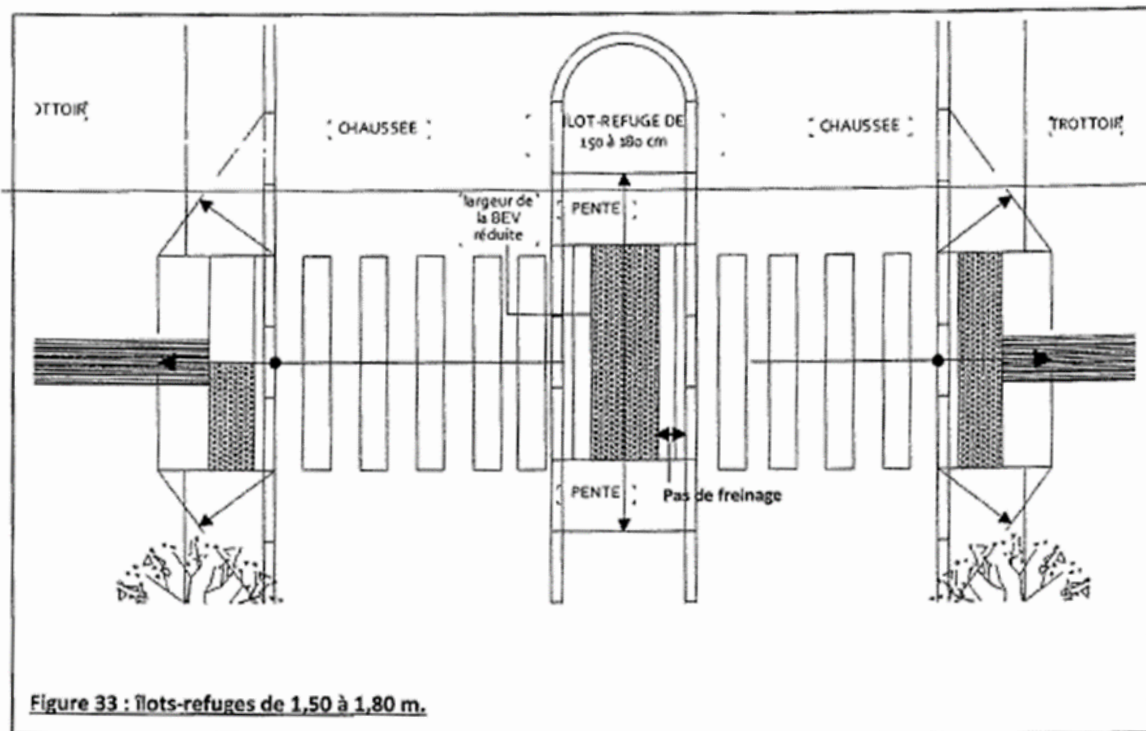 OTTOIR
CHAUSSEE
ILOT-REFUGE DE
150 à 180 cm
CHAUSSEE
TROTTOIR
largeur de
la BEV
réduite
PENTE
PENTE
Pas de freinage
Figure 33 : îlots-refuges de 1,50 à 1,80 m.